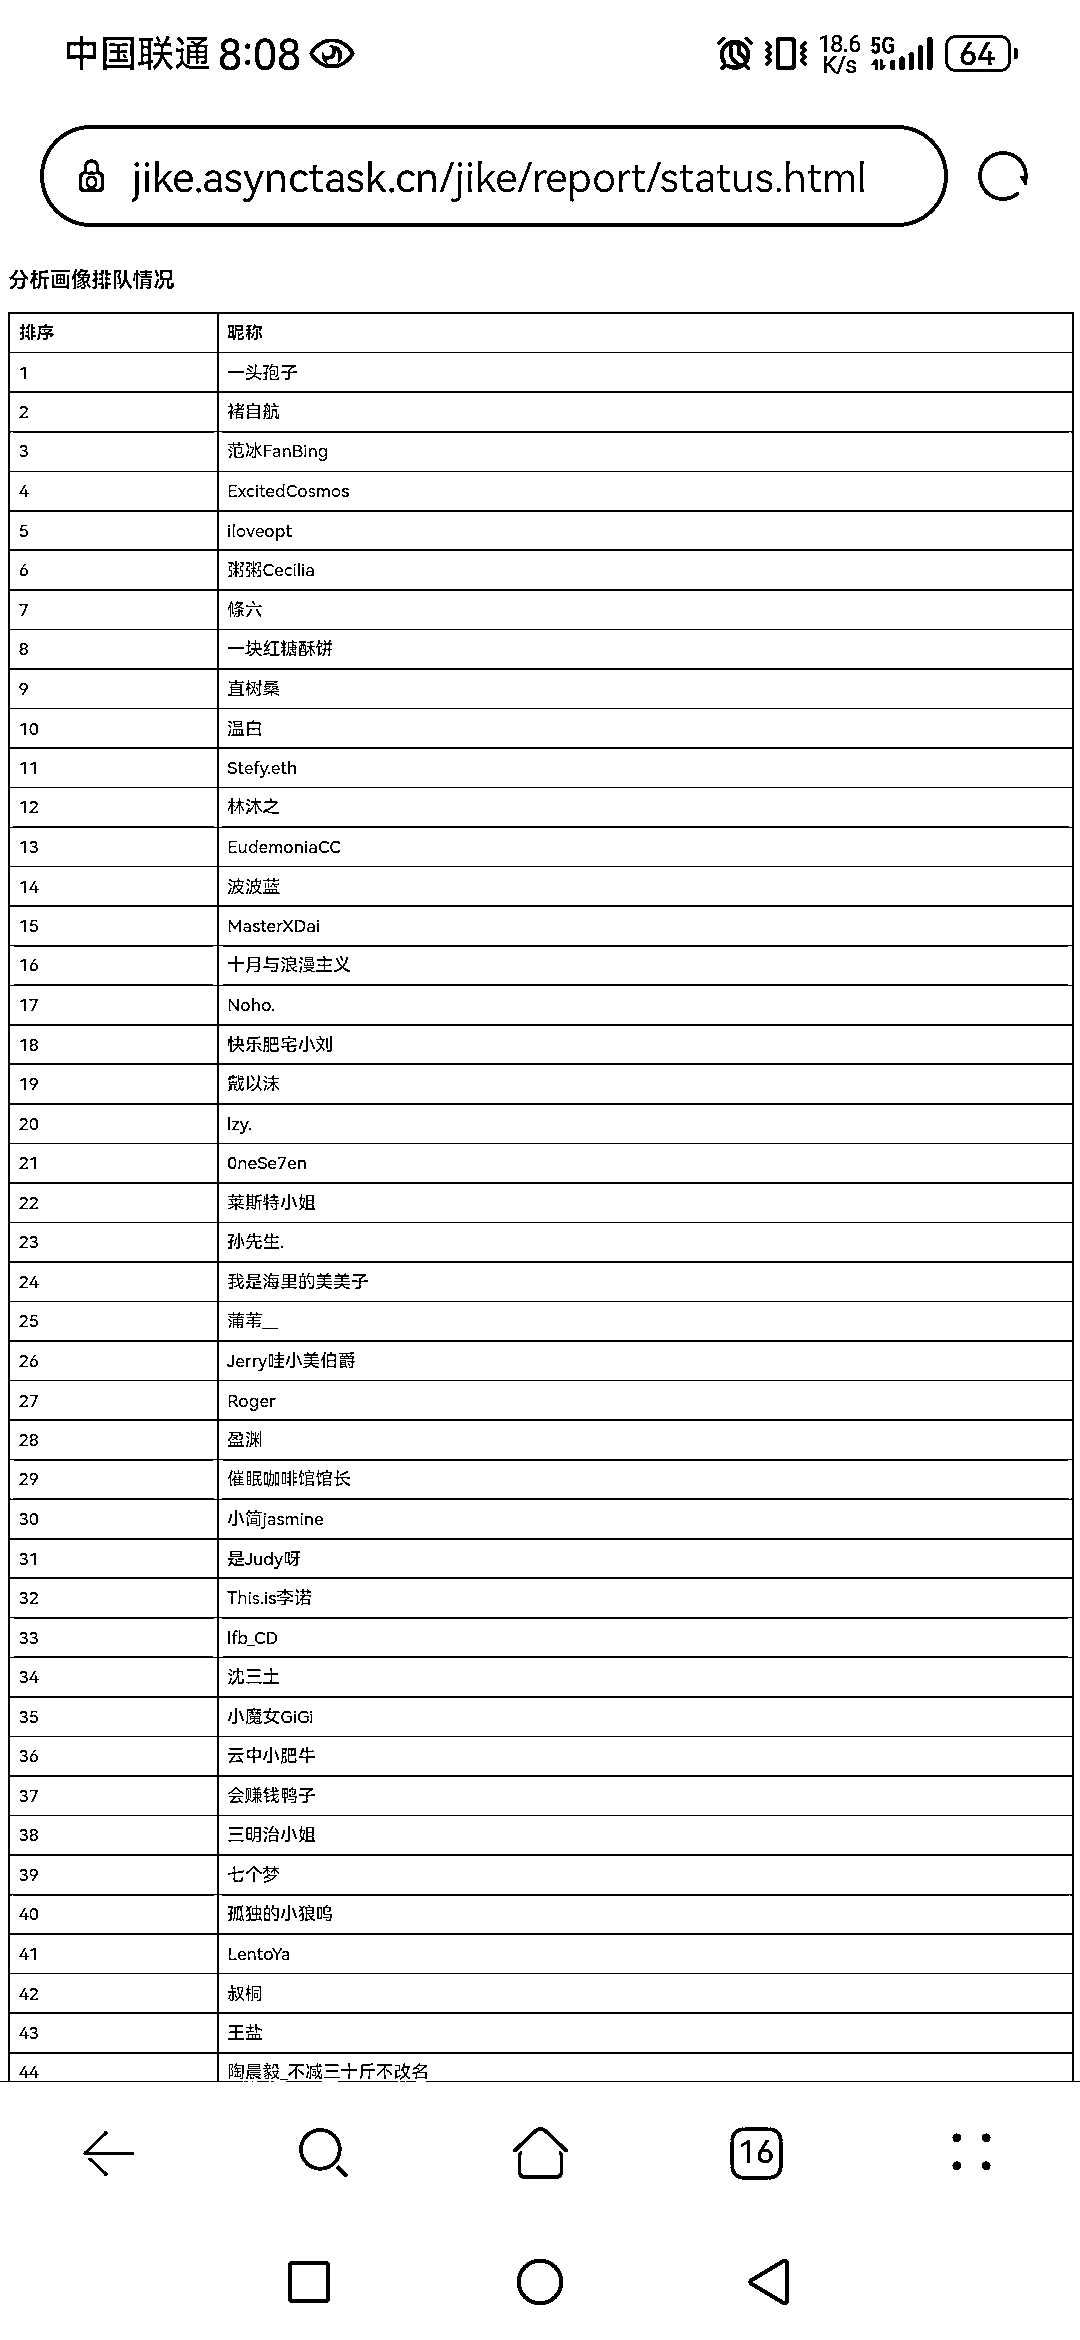 中国联通 8:08 18.6 K/s 5G 64
jike.asynctask.cn/jike/report/status.html
分析画像排队情况
排序 昵称
1 一头孢子
2 褚自航
3 范冰FanBing
4 ExcitedCosmos
5 iloveopt
6 粥粥Cecilia
7 條六
8 一块红糖酥饼
9 直树桑
10 温白
11 Stefy.eth
12 林沐之
13 EudemoniaCC
14 波波蓝
15 MasterXDai
16 十月与浪漫主义
17 Noho.
18 快乐肥宅小刘
19 戴以沫
20 lzy.
21 0neSe7en
22 莱斯特小姐
23 孙先生.
24 我是海里的美美子
25 蒲苇__
26 Jerry哇小美伯爵
27 Roger
28 盈渊
29 催眠咖啡馆馆长
30 小简jasmine
31 是Judy呀
32 This.is李诺
33 lfb_CD
34 沈三土
35 小魔女GiGi
36 云中小肥牛
37 会赚钱鸭子
38 三明治小姐
39 七个梦
40 孤独的小狼呜
41 LentoYa
42 叔桐
43 王盐
44 陶晨毅_不减三十斤不改名
16